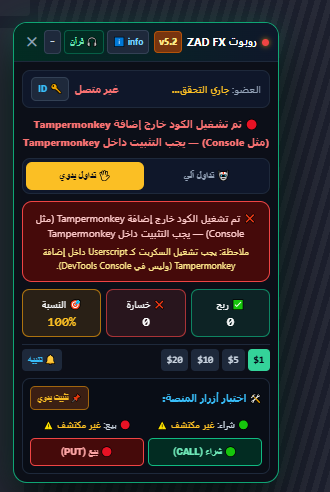 روبوت ZAD FX v5.2 info قرآن – ✕
العضو: جاري التحقق... غير متصل ID
تم تشغيل الكود خارج إضافة Tampermonkey
(مثل Console) — يجب التثبيت داخل Tampermonkey
تداول آلي تداول يدوي
تم تشغيل الكود خارج إضافة Tampermonkey (مثل
Console) — يجب التثبيت داخل Tampermonkey
ملاحظة: يجب تشغيل السكربت كـ Userscript داخل إضافة
Tampermonkey (وليس في DevTools Console).
ربح خسارة النسبة
0 0 100%
$1 $5 $10 $20 تنبيه
اختبار أزرار المنصة: تثبيت يدوي
شراء: غير مكتشف بيع: غير مكتشف
شراء (CALL) بيع (PUT)